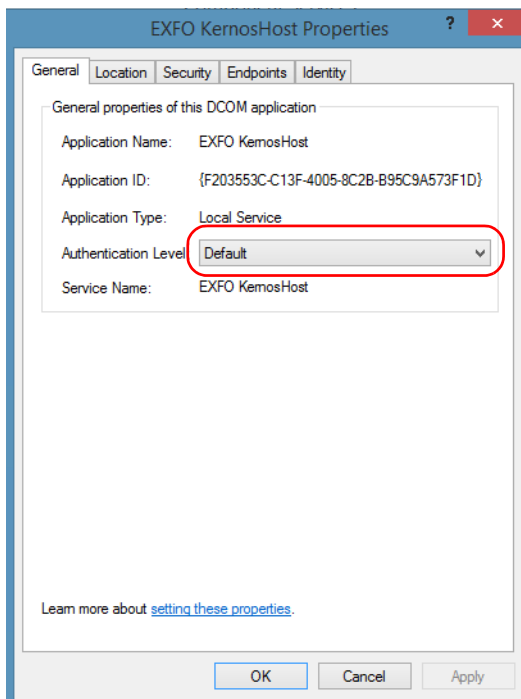 EXFO KernosHost Properties
?
×
General Location Security Endpoints Identity
General properties of this DCOM application
Application Name: EXFO KernosHost
Application ID: {F203553C-C13F-4005-8C2B-B95C9A573F1D}
Application Type: Local Service
Authentication Level Default
Service Name: EXFO KernosHost
Learn more about setting these properties.
OK Cancel Apply